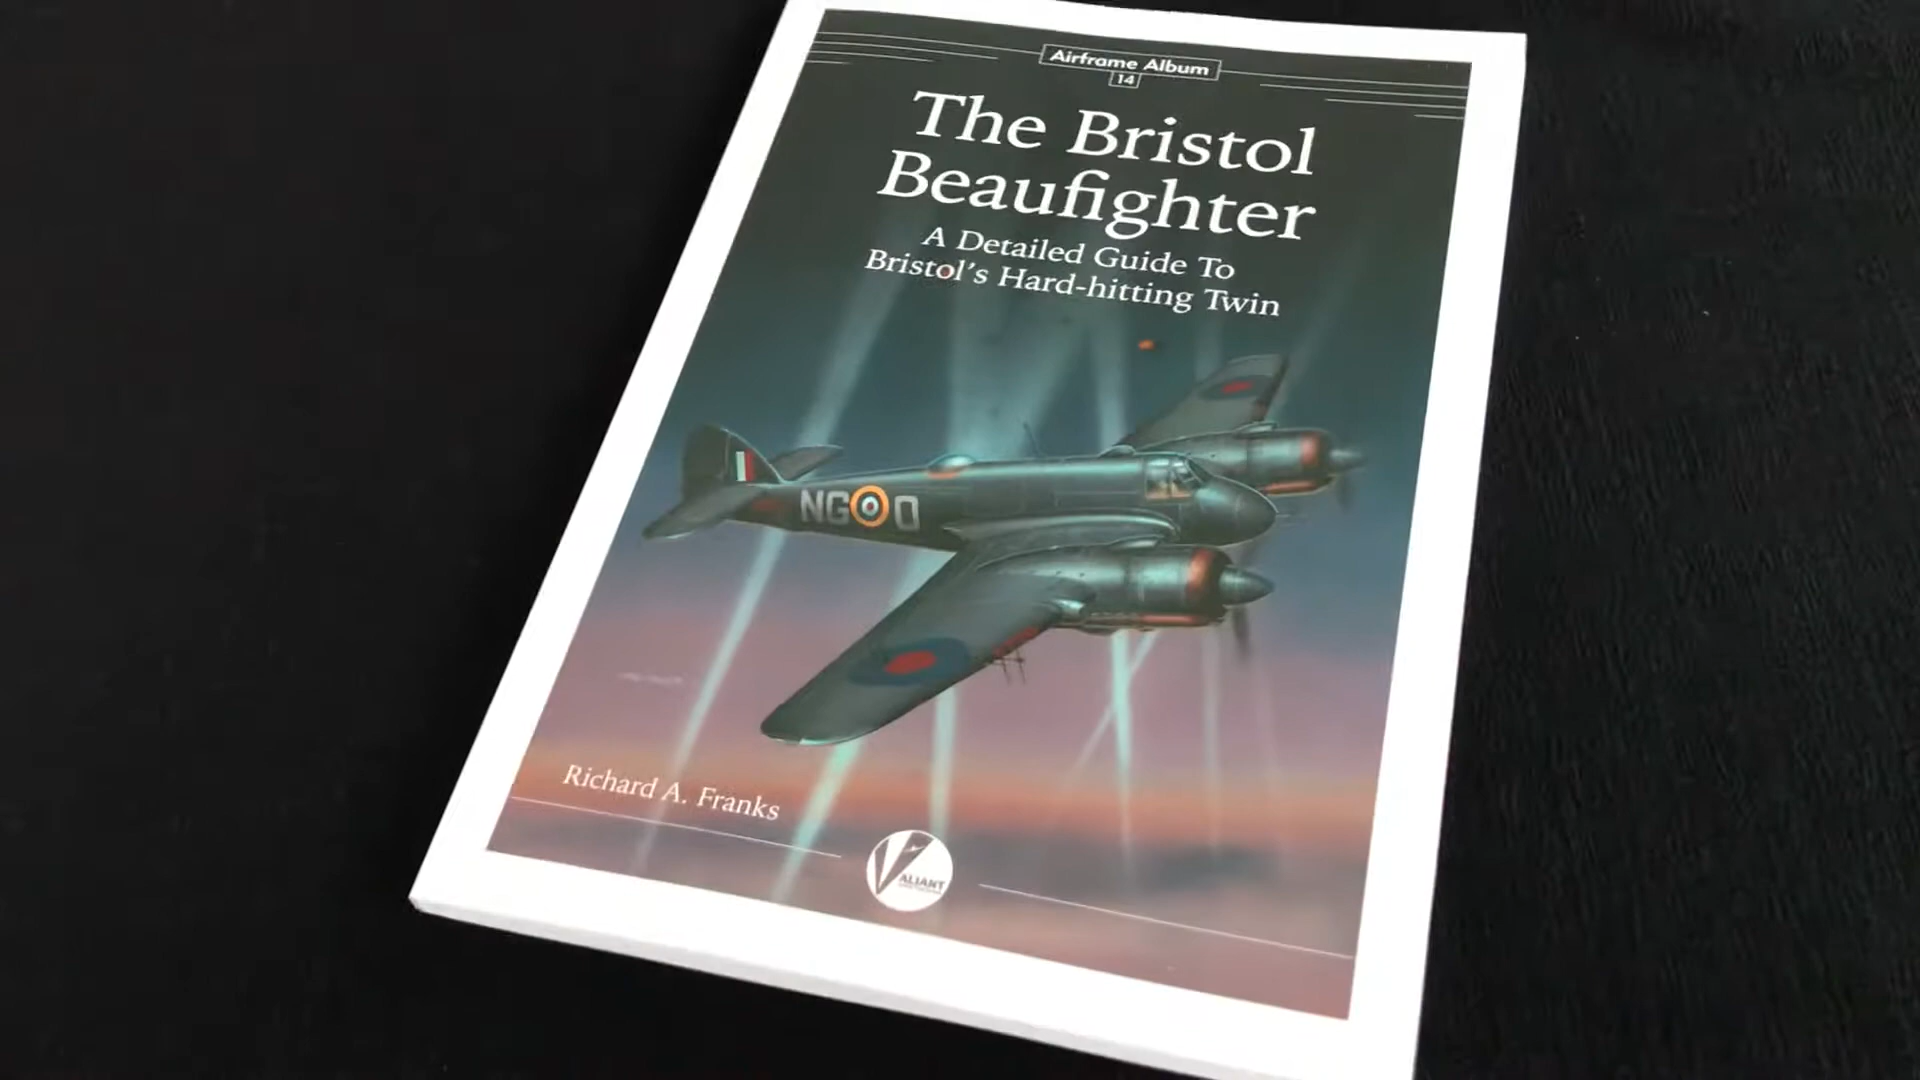 Airframe Album
14
The Bristol
Beaufighter
A Detailed Guide To
Bristol's Hard-hitting Twin
NG O
Richard A. Franks
VALIANT